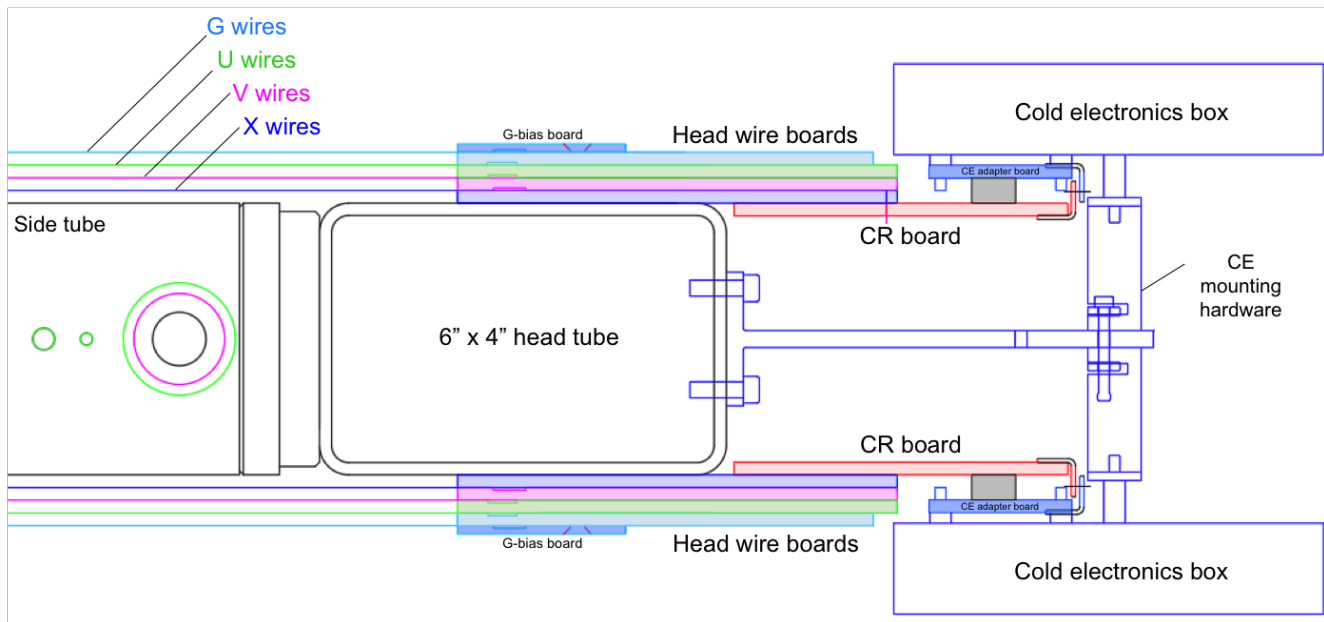 G wires
U wires
V wires
X wires
G-bias board
Head wire boards
Cold electronics box
CE adapter board
Side tube
CR board
CE
mounting
hardware
6” x 4” head tube
CR board
CE adapter board
G-bias board
Head wire boards
Cold electronics box